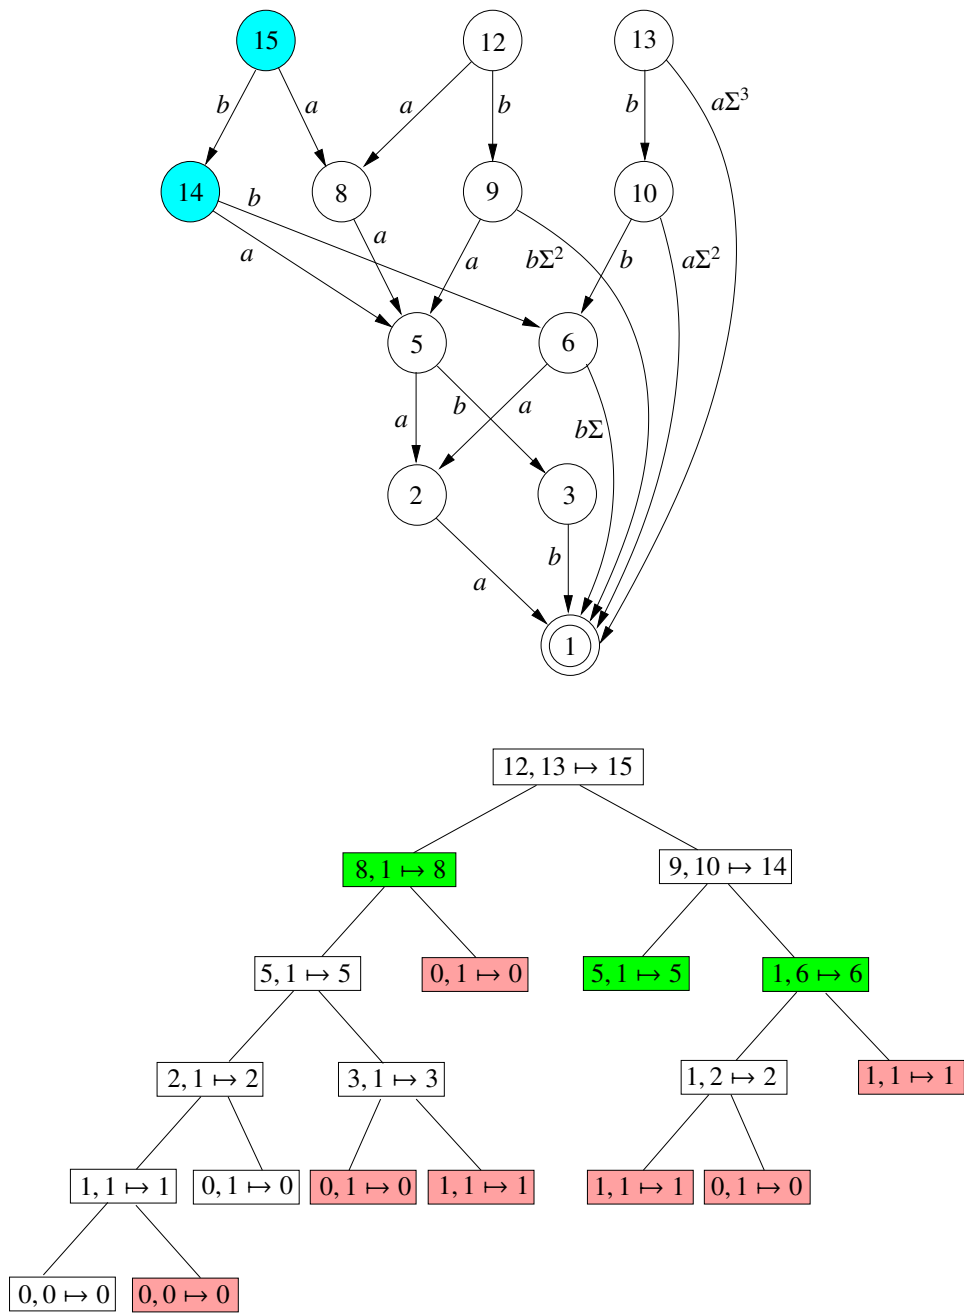 15 12 13
b a a b b aΣ³
14 8 9 10
b a a a bΣ² b aΣ²
5 6
a b a bΣ
2 3
a b
1
12, 13 ↦ 15
8, 1 ↦ 8 9, 10 ↦ 14
5, 1 ↦ 5 0, 1 ↦ 0 5, 1 ↦ 5 1, 6 ↦ 6
2, 1 ↦ 2 3, 1 ↦ 3 1, 2 ↦ 2 1, 1 ↦ 1
1, 1 ↦ 1 0, 1 ↦ 0 0, 1 ↦ 0 1, 1 ↦ 1 1, 1 ↦ 1 0, 1 ↦ 0
0, 0 ↦ 0 0, 0 ↦ 0